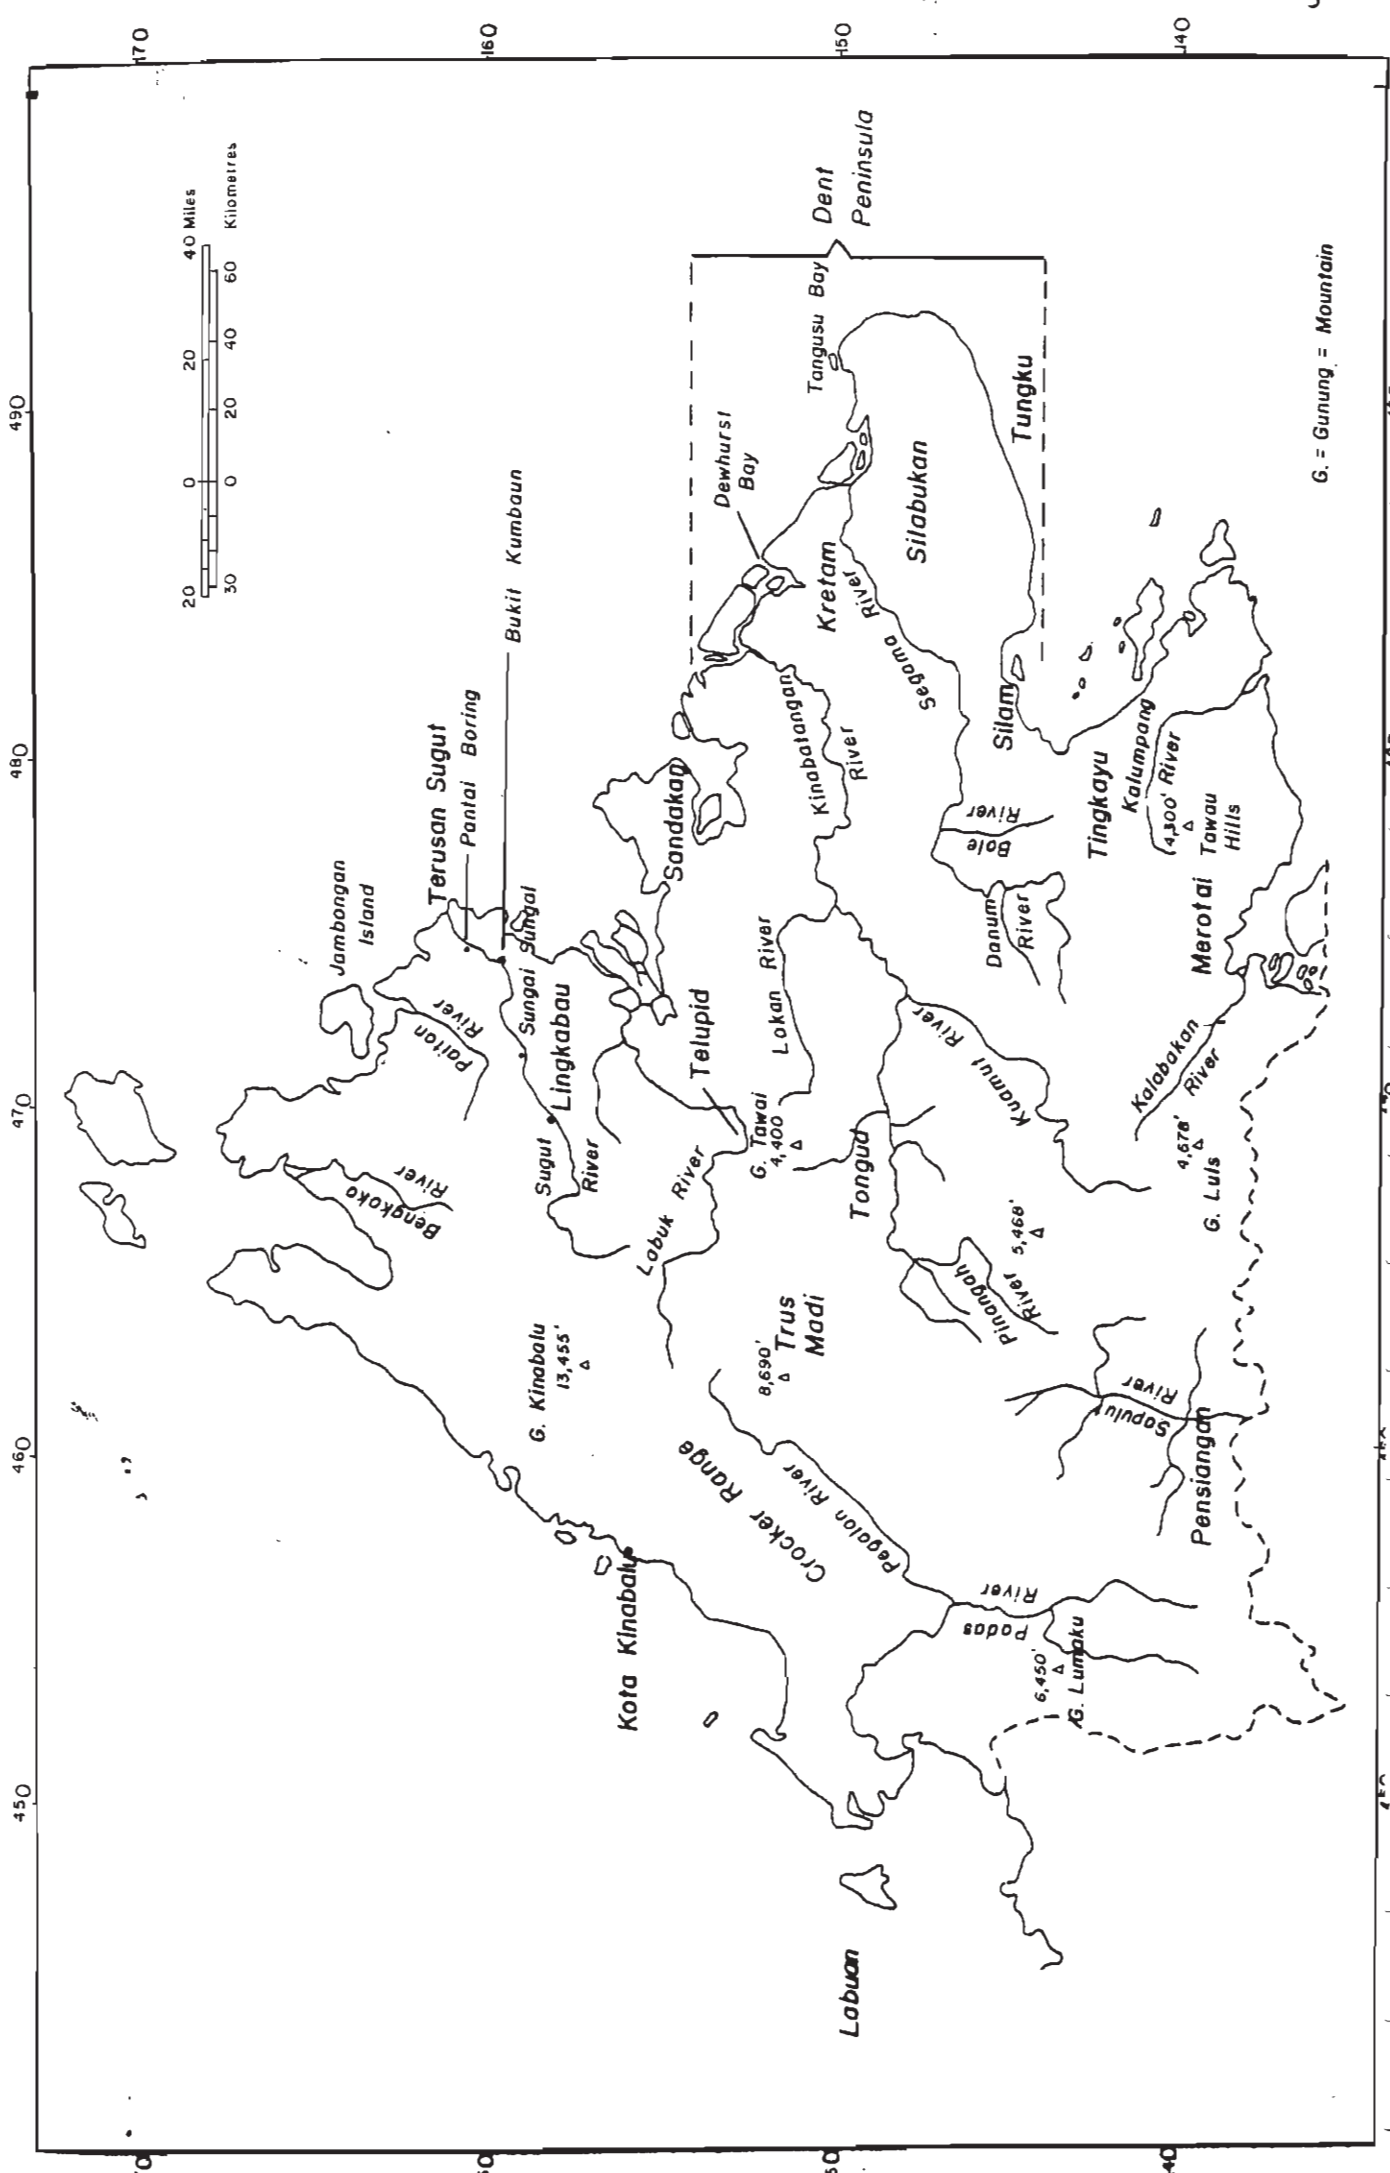 450
460
470
480
490
170
160
150
140
20 0 20 40 Miles
30 0 20 40 60 Kilometres
Jambongan
Island
Terusan Sugut
Pantai Boring
Bukit Kumbaun
Paitan
River
Bengkoka
River
Sungai Sungai
Lingkabau
Sugut
River
G. Kinabalu
13,455'
Kota Kinabalu
Labuk River
Telupid
Sandakan
Dewhurst
Bay
Dent
Peninsula
Tangusu Bay
Crocker Range
8,690'
Trus
Madi
G. Tawai
4,400
Lokan River
Kinabatangan
River
Kretam
Segama River
Silabukan
Tungku
Labuan
Pegalan River
Tongud
Kuamut River
Danum
River
Bole
River
Silam
Padas
River
6,450'
G. Lumaku
Pinangah
River
5,468'
Tingkayu
Kalumpang
River
4,300'
Tawau
Hills
Merotai
Kalabakan
River
4,678'
G. Luis
Sapulut
River
Pensiangan
G. = Gunung = Mountain